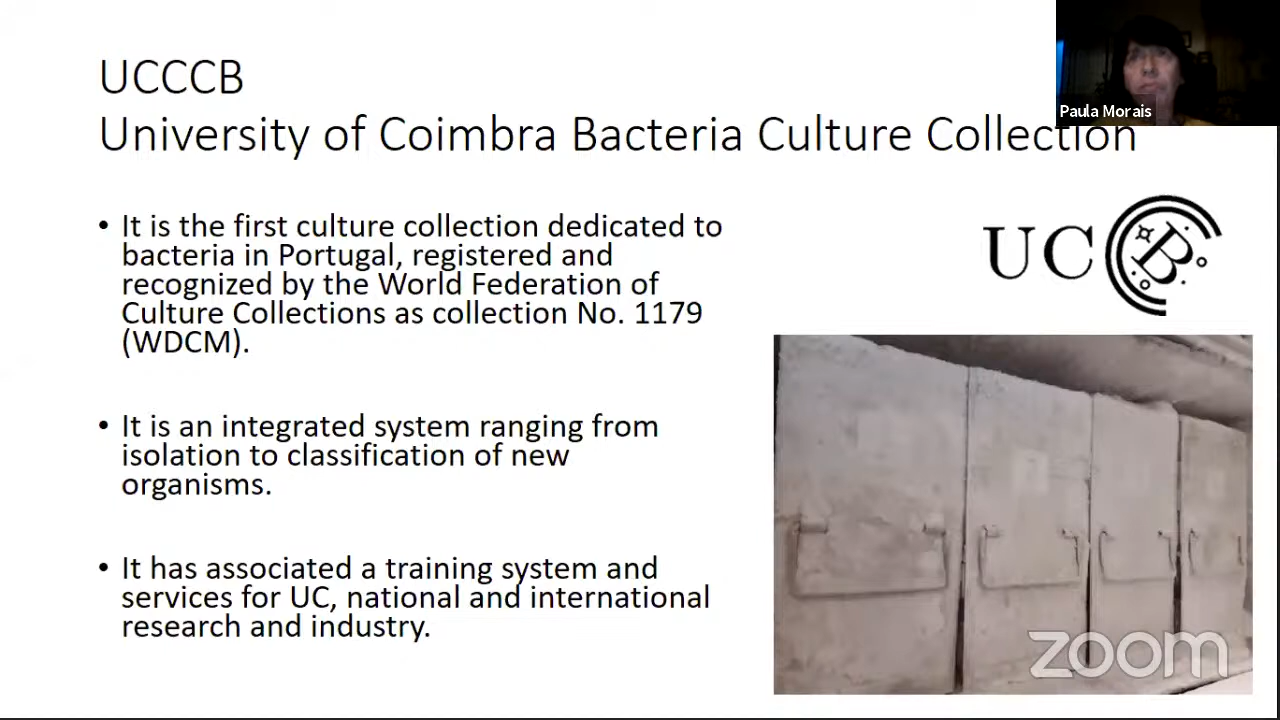 UCCCB
University of Coimbra Bacteria Culture Collection
Paula Morais
• It is the first culture collection dedicated to
bacteria in Portugal, registered and
recognized by the World Federation of
Culture Collections as collection No. 1179
(WDCM).
• It is an integrated system ranging from
isolation to classification of new
organisms.
• It has associated a training system and
services for UC, national and international
research and industry.
UC B
zoom